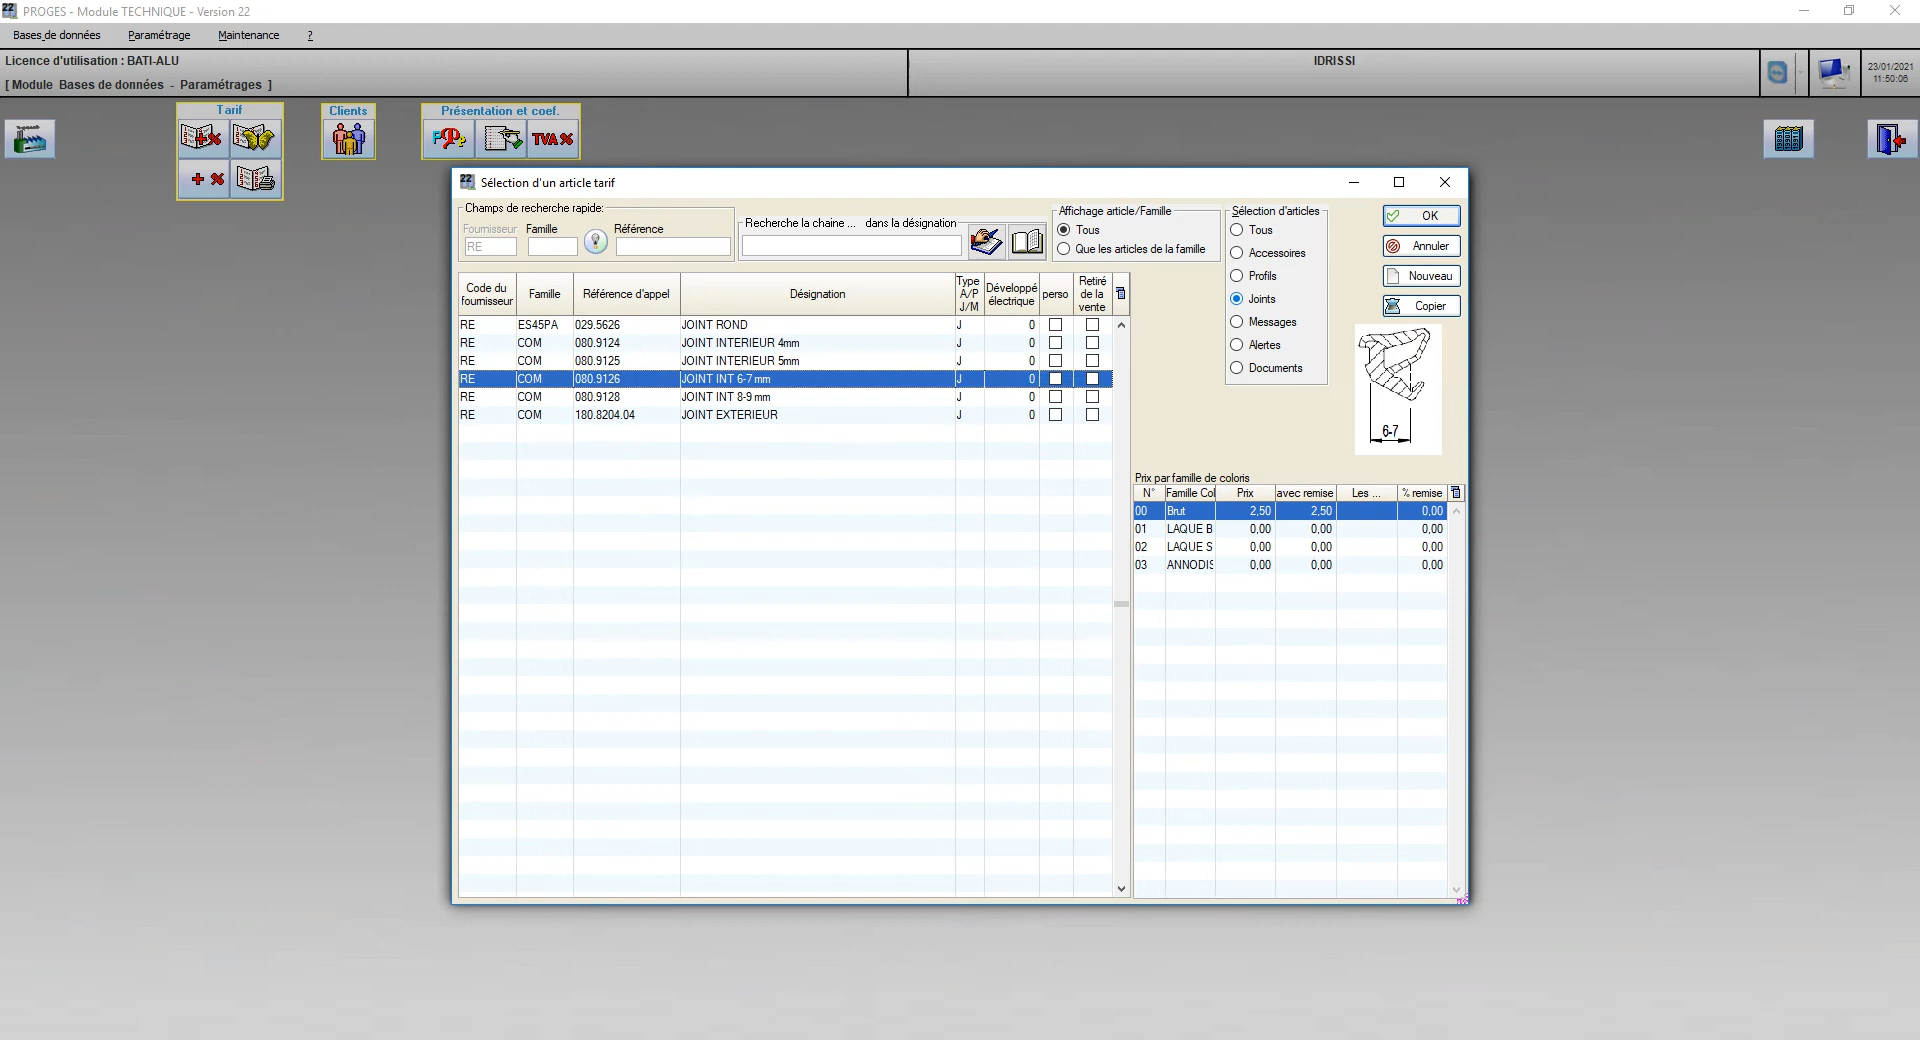 22 PROGES - Module TECHNIQUE - Version 22
Bases de données Paramétrage Maintenance ?
Licence d'utilisation : BATI-ALU
IDRISSI
[ Module Bases de données - Paramétrages ]
23/01/2021
11:50:06
Tarif
Clients
Présentation et coef.
TVA %
22 Sélection d'un article tarif
Champs de recherche rapide:
Fournisseur Famille Référence
RE
Recherche la chaine ... dans la désignation
Affichage article/Famille
Tous
Que les articles de la famille
Sélection d'articles
Tous
Accessoires
Profils
Joints
Messages
Alertes
Documents
OK
Annuler
Nouveau
Copier
6-7
Code du fournisseur Famille Référence d'appel Désignation Type A/P J/M Développé électrique perso Retiré de la vente
RE ES45PA 029.5626 JOINT ROND J 0
RE COM 080.9124 JOINT INTERIEUR 4mm J 0
RE COM 080.9125 JOINT INTERIEUR 5mm J 0
RE COM 080.9126 JOINT INT 6-7 mm J 0
RE COM 080.9128 JOINT INT 8-9 mm J 0
RE COM 180.8204.04 JOINT EXTERIEUR J 0
Prix par famille de coloris
N° Famille Col Prix avec remise Les ... % remise
00 Brut 2,50 2,50 0,00
01 LAQUE B 0,00 0,00 0,00
02 LAQUE S 0,00 0,00 0,00
03 ANNODIS 0,00 0,00 0,00